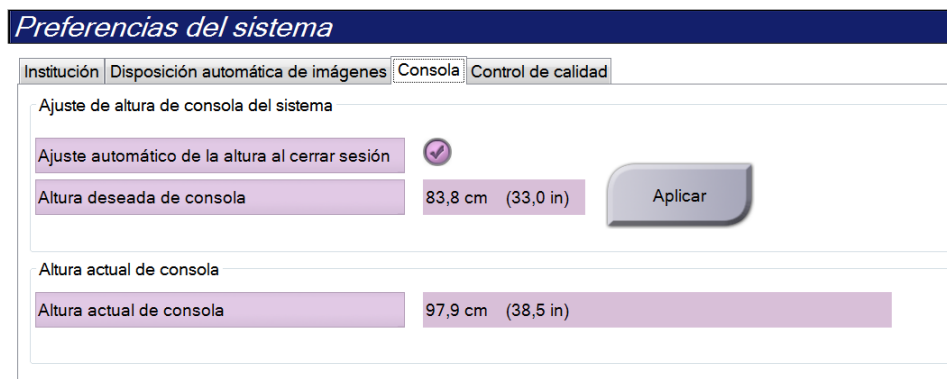 Preferencias del sistema
Institución Disposición automática de imágenes Consola Control de calidad
Ajuste de altura de consola del sistema
Ajuste automático de la altura al cerrar sesión
Altura deseada de consola 83,8 cm (33,0 in) Aplicar
Altura actual de consola
Altura actual de consola 97,9 cm (38,5 in)